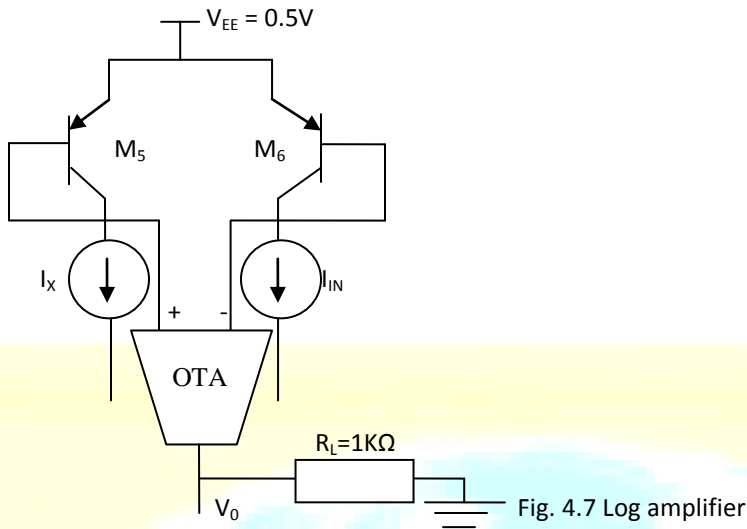 V_EE = 0.5V
M_5
M_6
I_X
I_IN
+
-
OTA
R_L=1KΩ
V_0
Fig. 4.7 Log amplifier